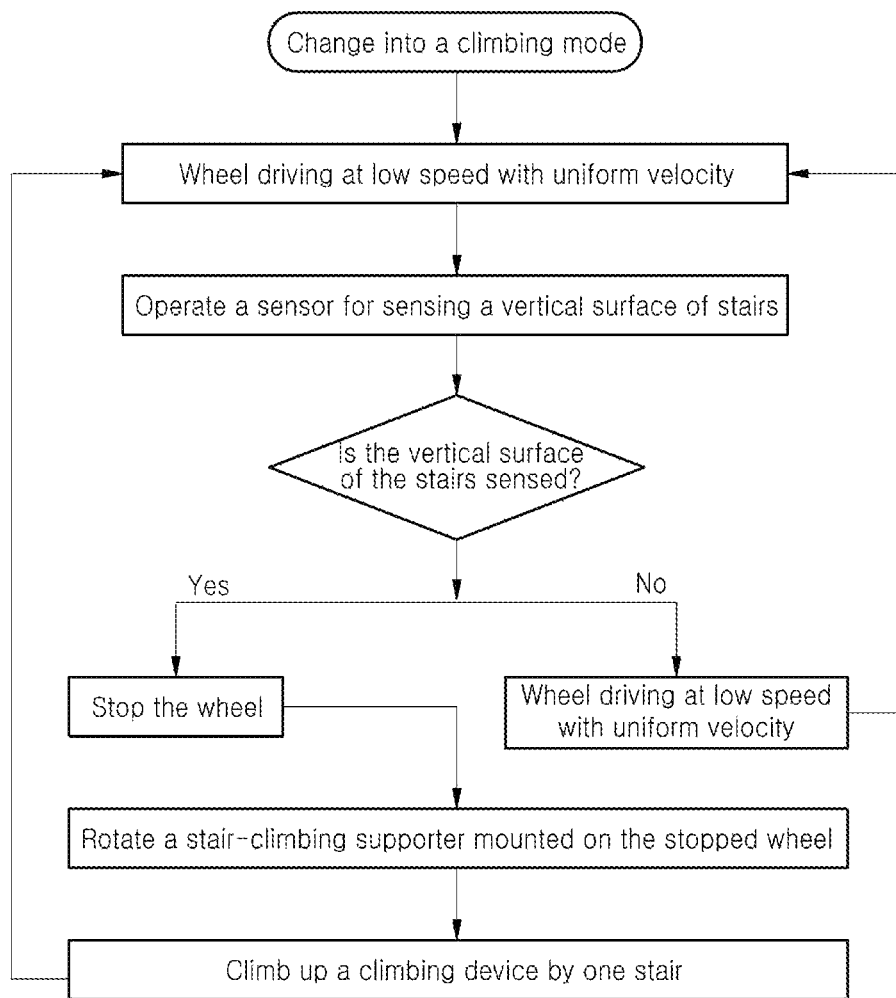 Change into a climbing mode
Wheel driving at low speed with uniform velocity
Operate a sensor for sensing a vertical surface of stairs
Is the vertical surface
of the stairs sensed?
Yes
No
Stop the wheel
Wheel driving at low speed
with uniform velocity
Rotate a stair-climbing supporter mounted on the stopped wheel
Climb up a climbing device by one stair